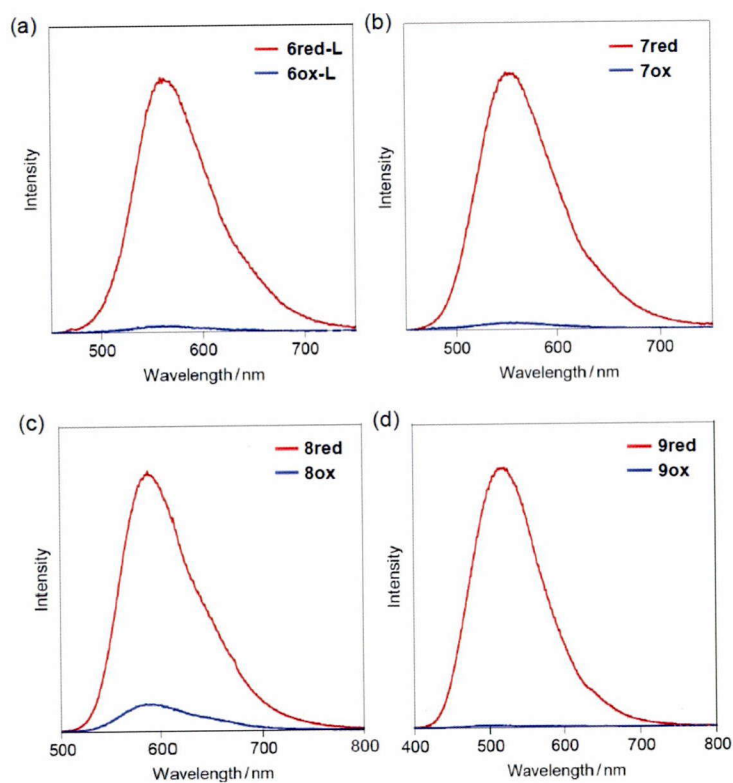 (a)
6red-L
6ox-L
Intensity
500 600 700
Wavelength/nm
(b)
7red
7ox
Intensity
500 600 700
Wavelength/nm
(c)
8red
8ox
Intensity
500 600 700 800
Wavelength/nm
(d)
9red
9ox
Intensity
400 500 600 700 800
Wavelength/nm